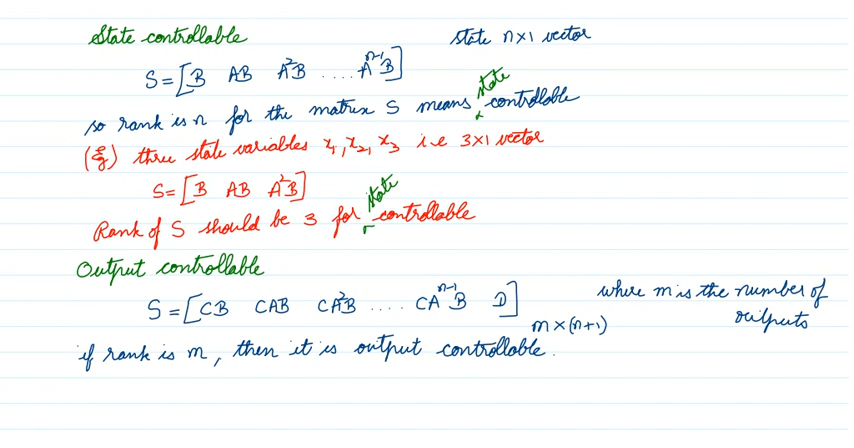 State controllable state n×1 vector
S = [B AB A²B .... Aⁿ⁻¹B]
so rank is n for the matrix S means state controllable
(Eg) three state variables x₁, x₂, x₃ i.e 3×1 vector
S = [B AB A²B]
Rank of S should be 3 for state controllable
Output controllable
S = [CB CAB CA²B .... CAⁿ⁻¹B D] m×(n+1) where m is the number of outputs
if rank is m, then it is output controllable.